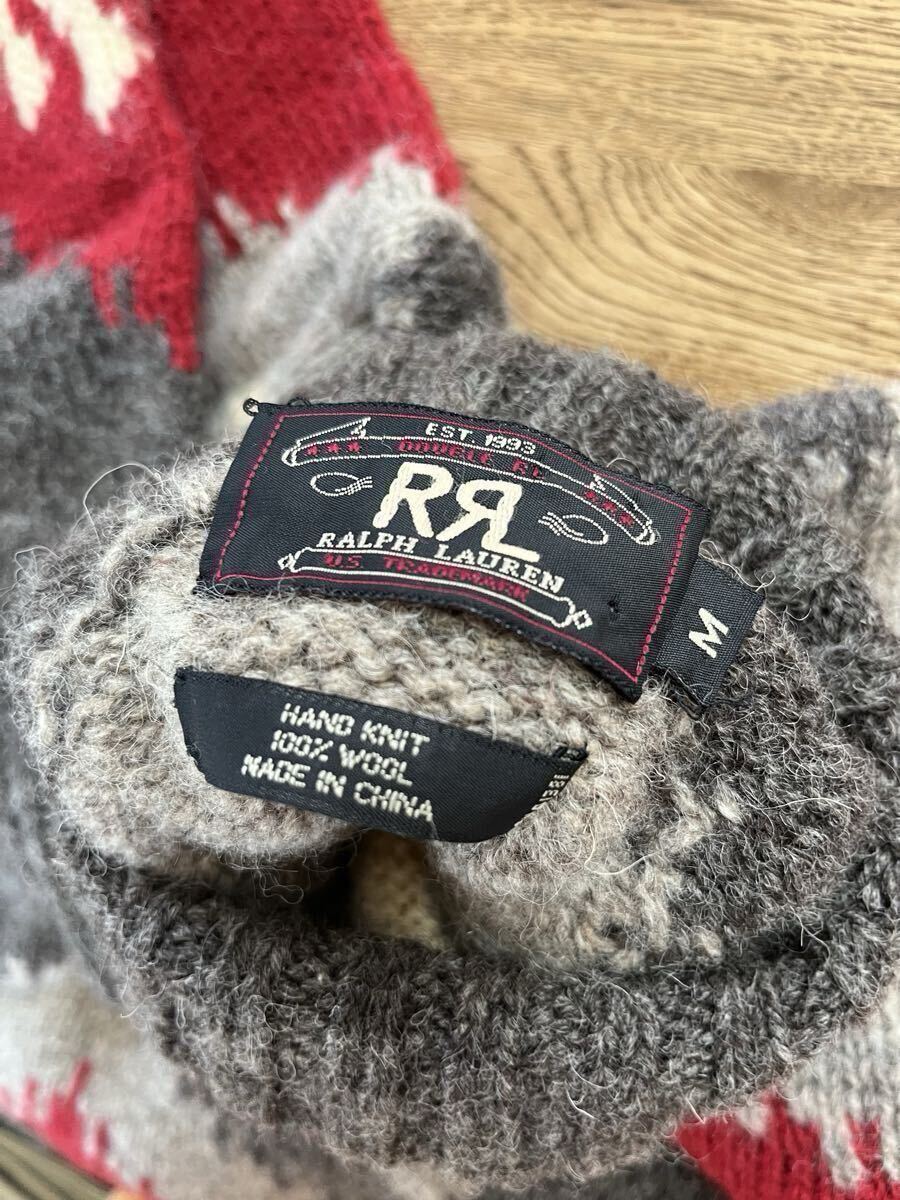 EST. 1993
DOUBLE RL
RRL
RALPH LAUREN
U.S. TRADEMARK
M
HAND KNIT
100% WOOL
MADE IN CHINA